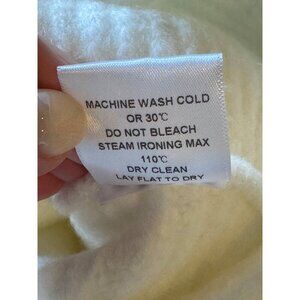 MACHINE WASH COLD
OR 30℃
DO NOT BLEACH
STEAM IRONING MAX
110℃
DRY CLEAN
LAY FLAT TO DRY